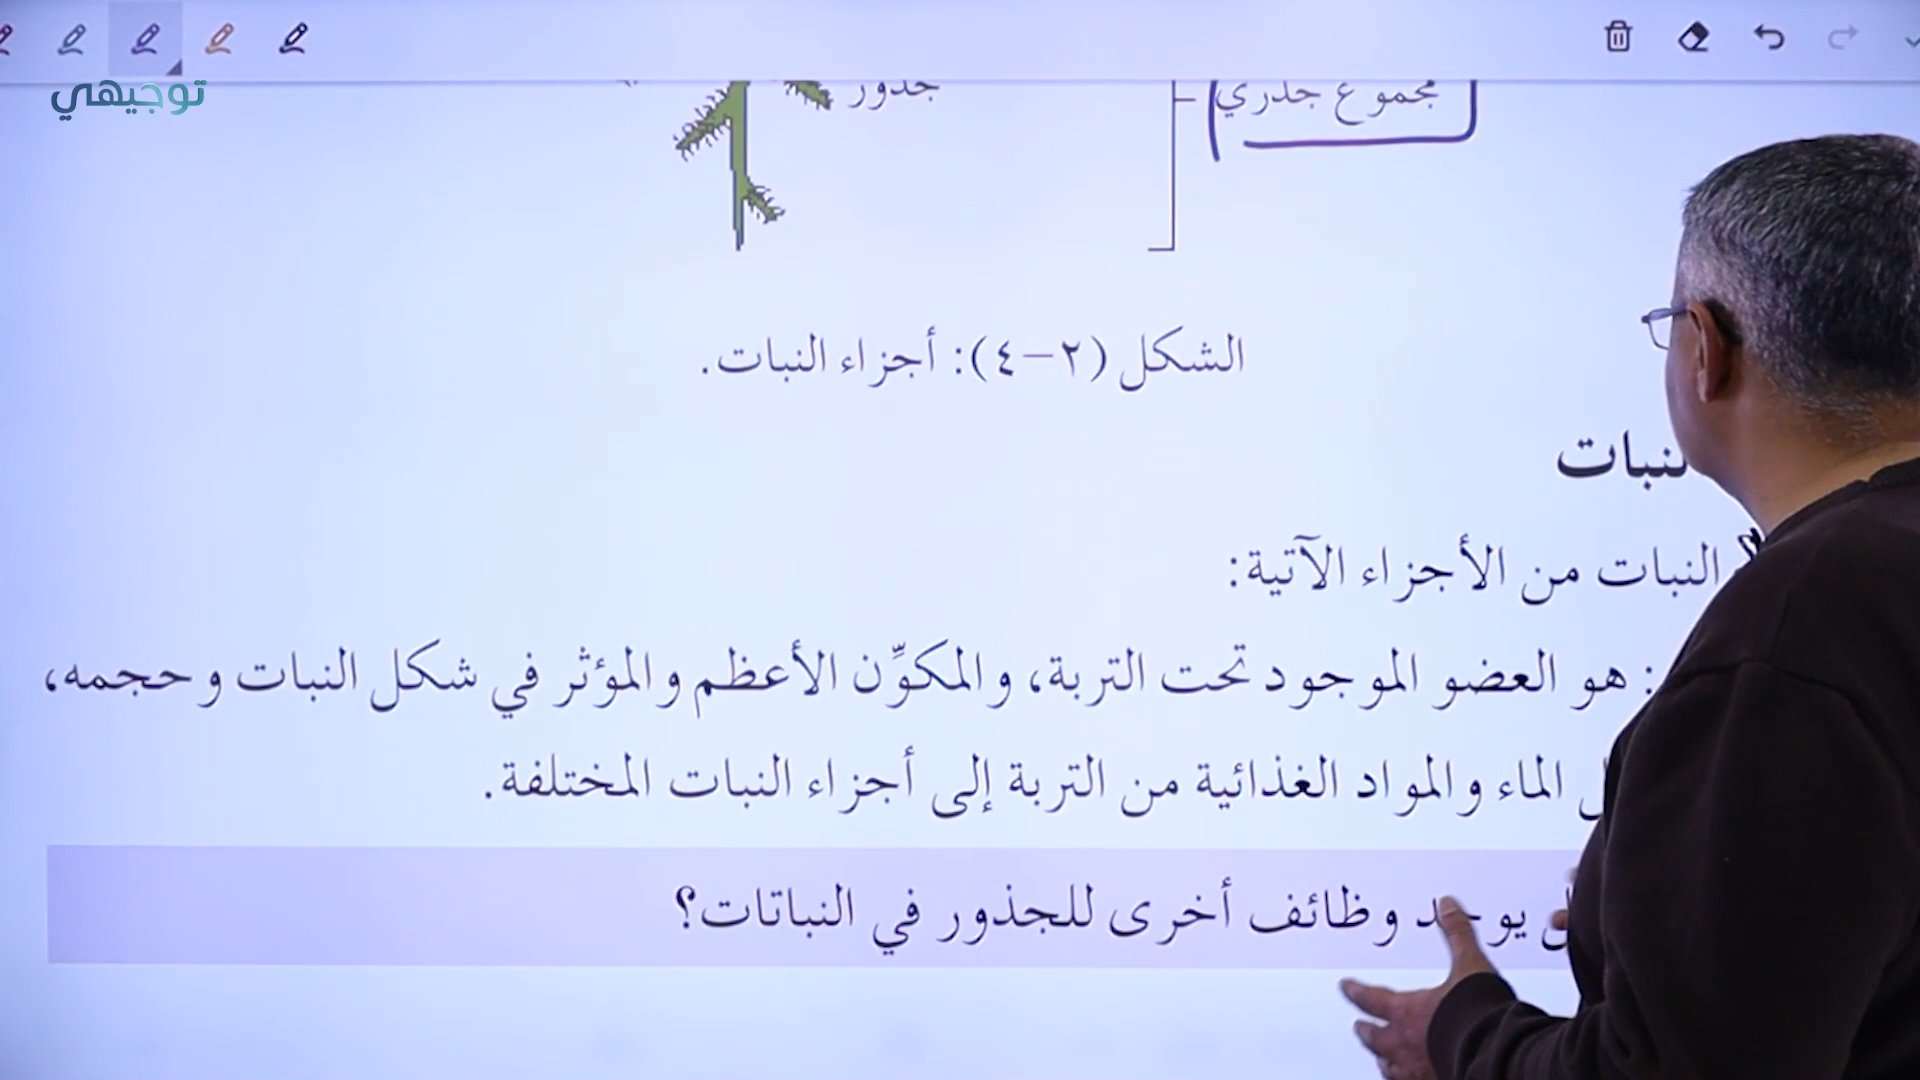 توجيهي
جذور
مجموع جذري
الشكل (٢-٤): أجزاء النبات.
النبات من الأجزاء الآتية:
: هو العضو الموجود تحت التربة، والمكوِّن الأعظم والمؤثر في شكل النبات وحجمه،
الماء والمواد الغذائية من التربة إلى أجزاء النبات المختلفة.
يوجد وظائف أخرى للجذور في النباتات؟